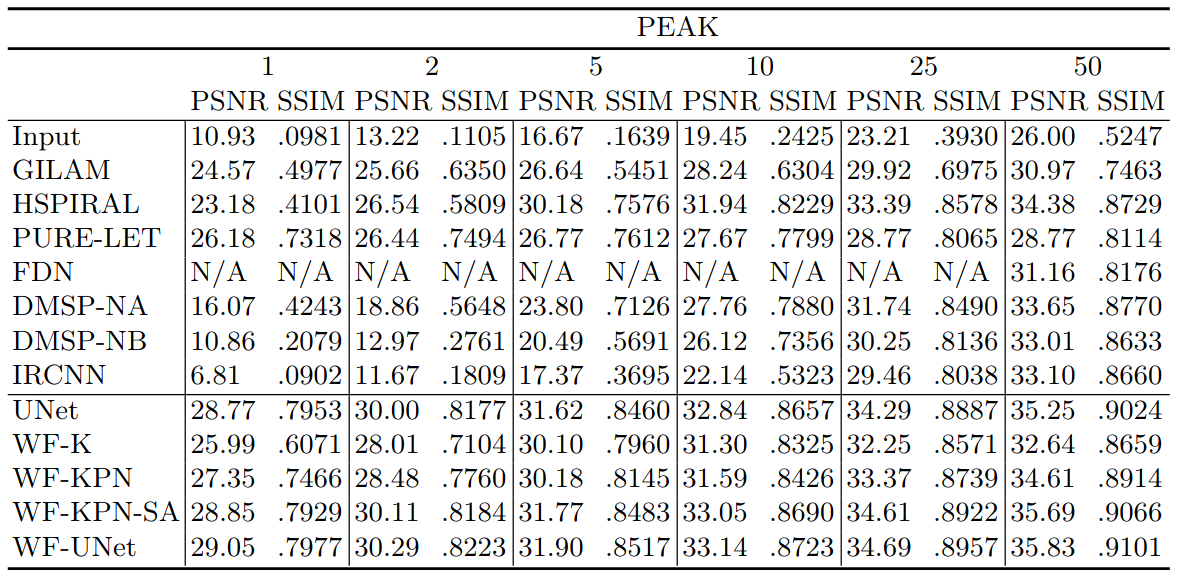 PEAK
1 2 5 10 25 50
PSNR SSIM PSNR SSIM PSNR SSIM PSNR SSIM PSNR SSIM PSNR SSIM
Input 10.93 .0981 13.22 .1105 16.67 .1639 19.45 .2425 23.21 .3930 26.00 .5247
GILAM 24.57 .4977 25.66 .6350 26.64 .5451 28.24 .6304 29.92 .6975 30.97 .7463
HSPIRAL 23.18 .4101 26.54 .5809 30.18 .7576 31.94 .8229 33.39 .8578 34.38 .8729
PURE-LET 26.18 .7318 26.44 .7494 26.77 .7612 27.67 .7799 28.77 .8065 28.77 .8114
FDN N/A N/A N/A N/A N/A N/A N/A N/A N/A N/A 31.16 .8176
DMSP-NA 16.07 .4243 18.86 .5648 23.80 .7126 27.76 .7880 31.74 .8490 33.65 .8770
DMSP-NB 10.86 .2079 12.97 .2761 20.49 .5691 26.12 .7356 30.25 .8136 33.01 .8633
IRCNN 6.81 .0902 11.67 .1809 17.37 .3695 22.14 .5323 29.46 .8038 33.10 .8660
UNet 28.77 .7953 30.00 .8177 31.62 .8460 32.84 .8657 34.29 .8887 35.25 .9024
WF-K 25.99 .6071 28.01 .7104 30.10 .7960 31.30 .8325 32.25 .8571 32.64 .8659
WF-KPN 27.35 .7466 28.48 .7760 30.18 .8145 31.59 .8426 33.37 .8739 34.61 .8914
WF-KPN-SA 28.85 .7929 30.11 .8184 31.77 .8483 33.05 .8690 34.61 .8922 35.69 .9066
WF-UNet 29.05 .7977 30.29 .8223 31.90 .8517 33.14 .8723 34.69 .8957 35.83 .9101